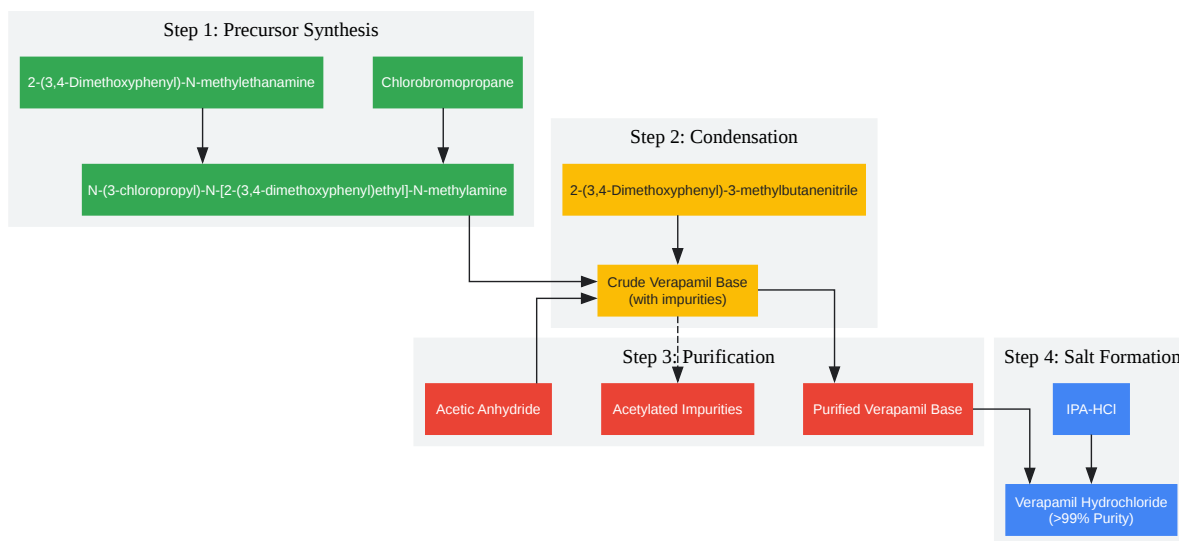 Step 1: Precursor Synthesis
2-(3,4-Dimethoxyphenyl)-N-methylethanamine
Chlorobromopropane
N-(3-chloropropyl)-N-[2-(3,4-dimethoxyphenyl)ethyl]-N-methylamine
Step 2: Condensation
2-(3,4-Dimethoxyphenyl)-3-methylbutanenitrile
Crude Verapamil Base
(with impurities)
Step 3: Purification
Acetic Anhydride
Acetylated Impurities
Purified Verapamil Base
Step 4: Salt Formation
IPA-HCl
Verapamil Hydrochloride
(>99% Purity)